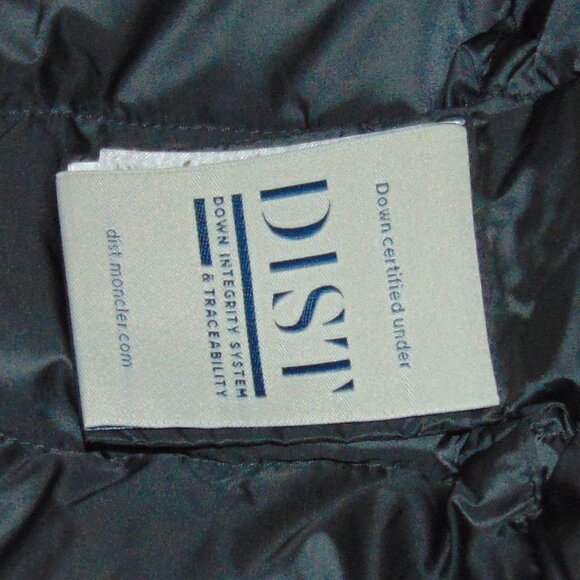 Down certified under
DIST
DOWN INTEGRITY SYSTEM
& TRACEABILITY
dist.moncler.com